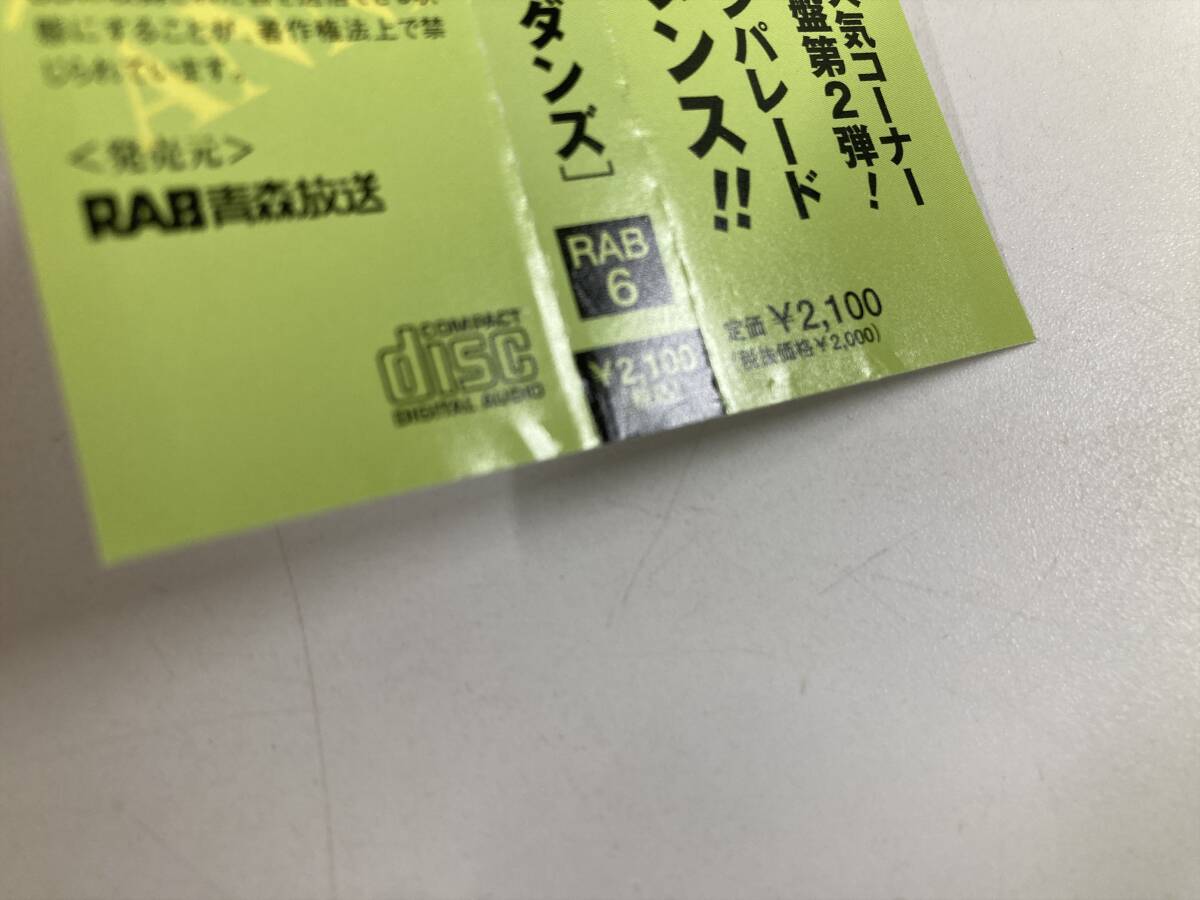 人気コーナー
盤第2弾!
パレード
ンス!!
定価 ¥2,100
(税抜価格¥2,000)
ダンズ]
RAB
6
¥2,100
税込
態にすることが、著作権法上で禁
じられています。
<発売元>
RAB青森放送
COMPACT
disc
DIGITAL AUDIO